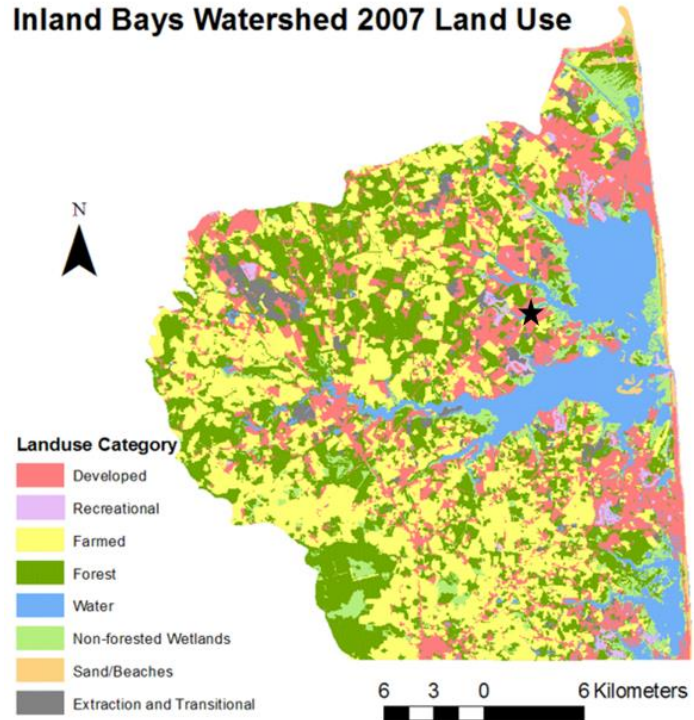 Inland Bays Watershed 2007 Land Use
N
Landuse Category
Developed
Recreational
Farmed
Forest
Water
Non-forested Wetlands
Sand/Beaches
Extraction and Transitional
6 3 0 6 Kilometers